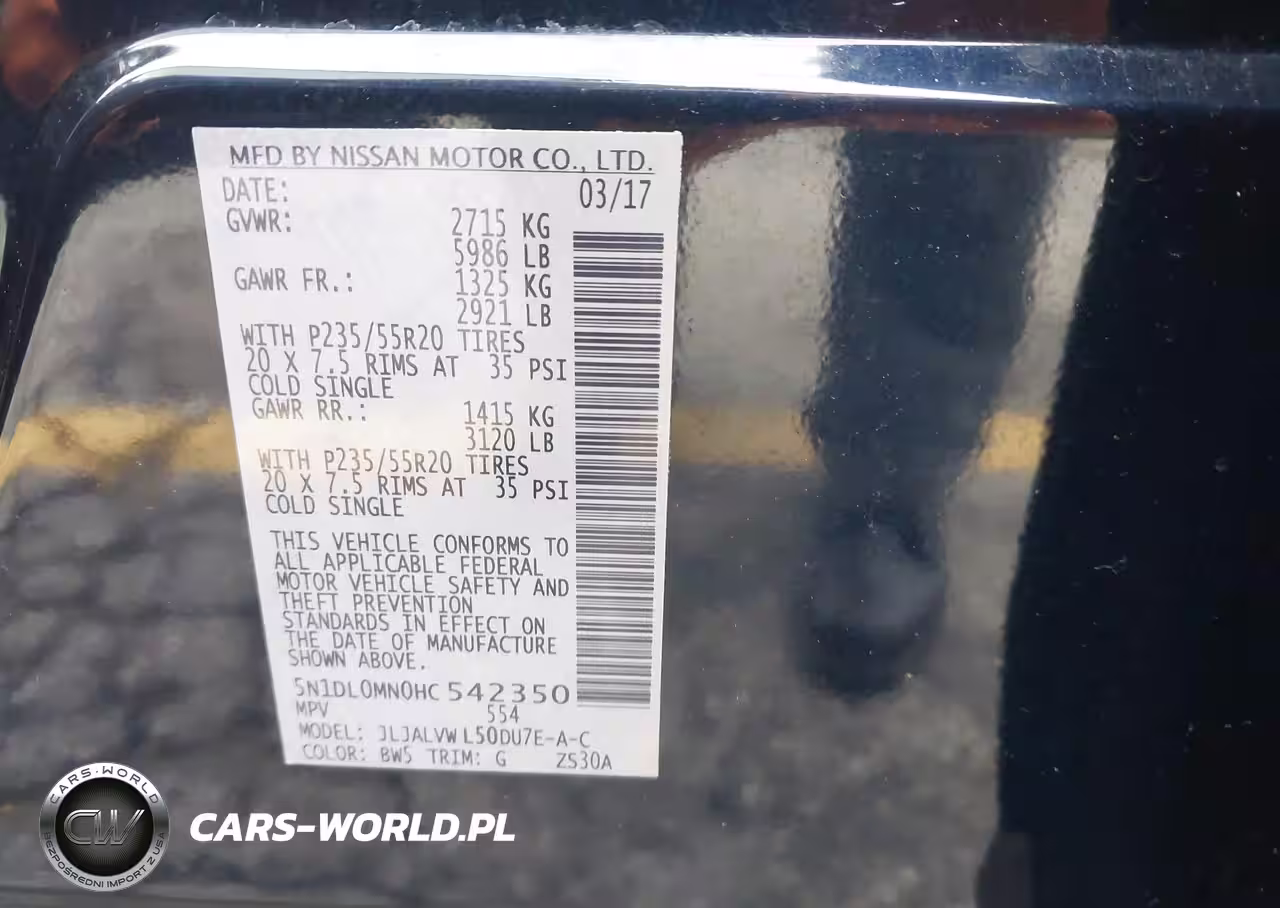 MFD BY NISSAN MOTOR CO., LTD.
DATE: 03/17
GVWR: 2715 KG
5986 LB
GAWR FR.: 1325 KG
2921 LB
WITH P235/55R20 TIRES
20 X 7.5 RIMS AT 35 PSI
COLD SINGLE
GAWR RR.: 1415 KG
3120 LB
WITH P235/55R20 TIRES
20 X 7.5 RIMS AT 35 PSI
COLD SINGLE
THIS VEHICLE CONFORMS TO
ALL APPLICABLE FEDERAL
MOTOR VEHICLE SAFETY AND
THEFT PREVENTION
STANDARDS IN EFFECT ON
THE DATE OF MANUFACTURE
SHOWN ABOVE.
5N1DL0MN0HC542350
MPV 554
MODEL: JLJALVW L50DU7E-A-C
COLOR: BW5 TRIM: G ZS30A
CARS-WORLD
CW
BEZPOŚREDNI IMPORT Z USA
CARS-WORLD.PL